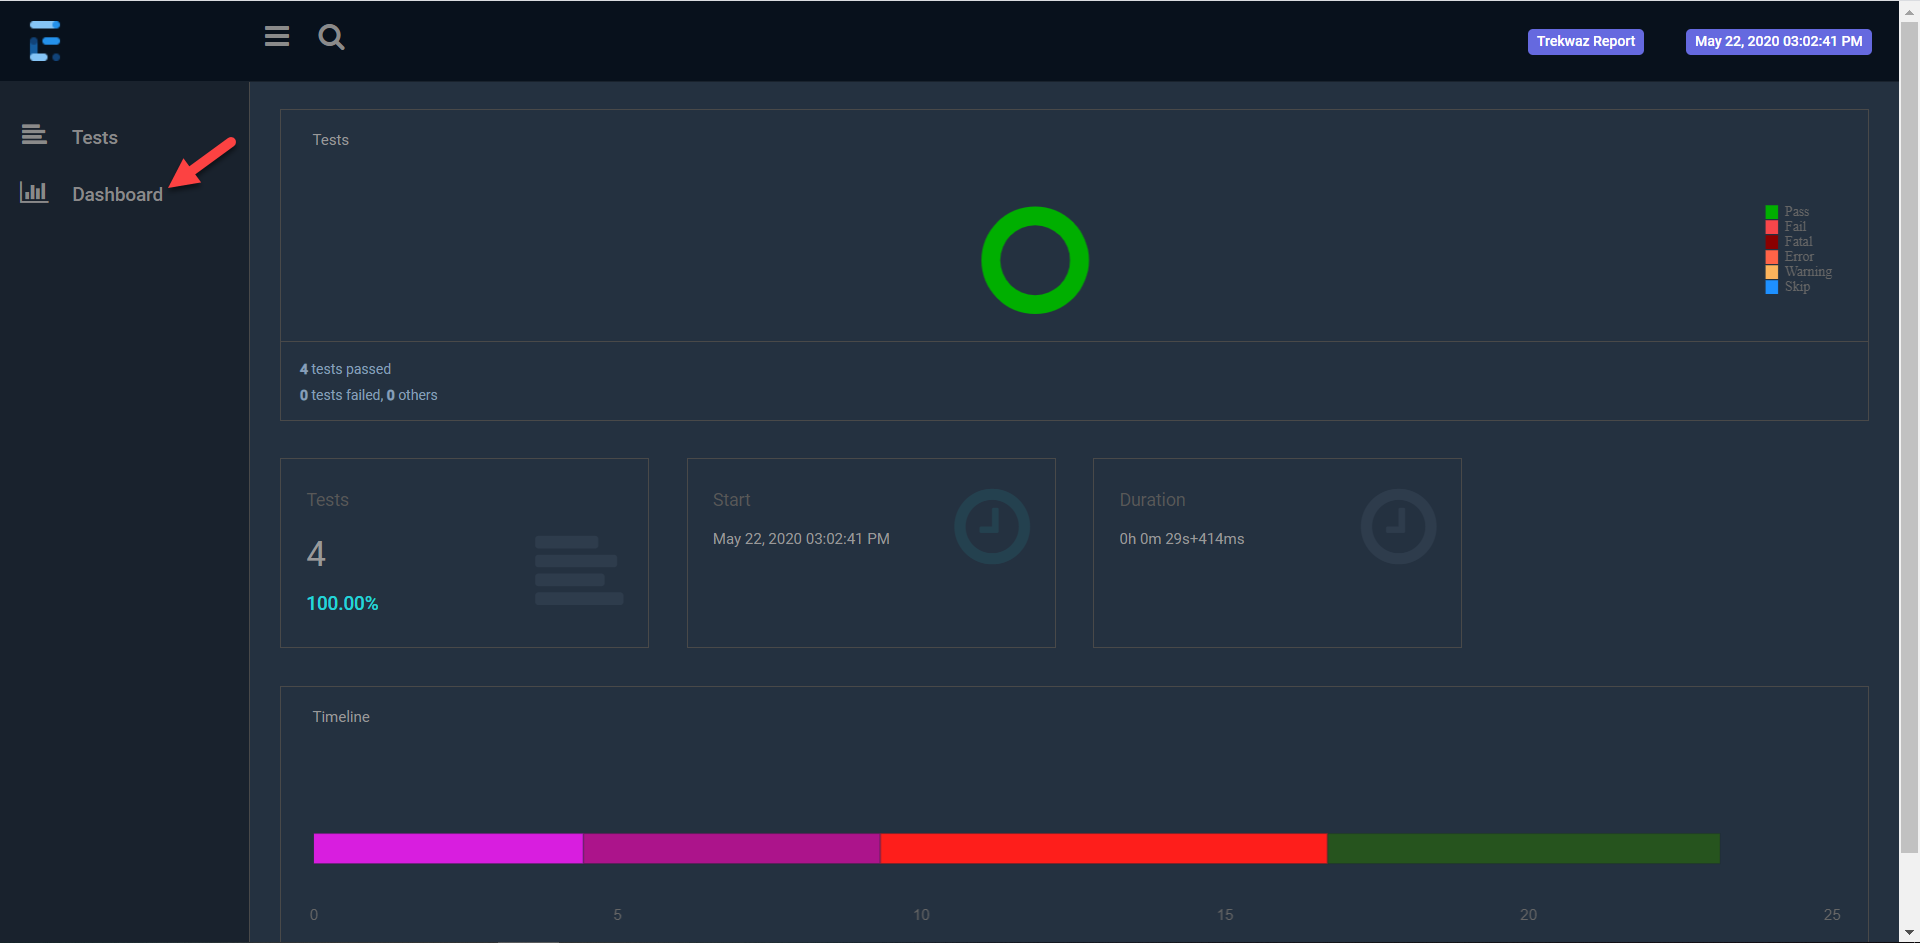 Trekwaz Report
May 22, 2020 03:02:41 PM
Tests
Dashboard
Tests
Pass
Fail
Fatal
Error
Warning
Skip
4 tests passed
0 tests failed, 0 others
Tests
4
100.00%
Start
May 22, 2020 03:02:41 PM
Duration
0h 0m 29s+414ms
Timeline
0 5 10 15 20 25